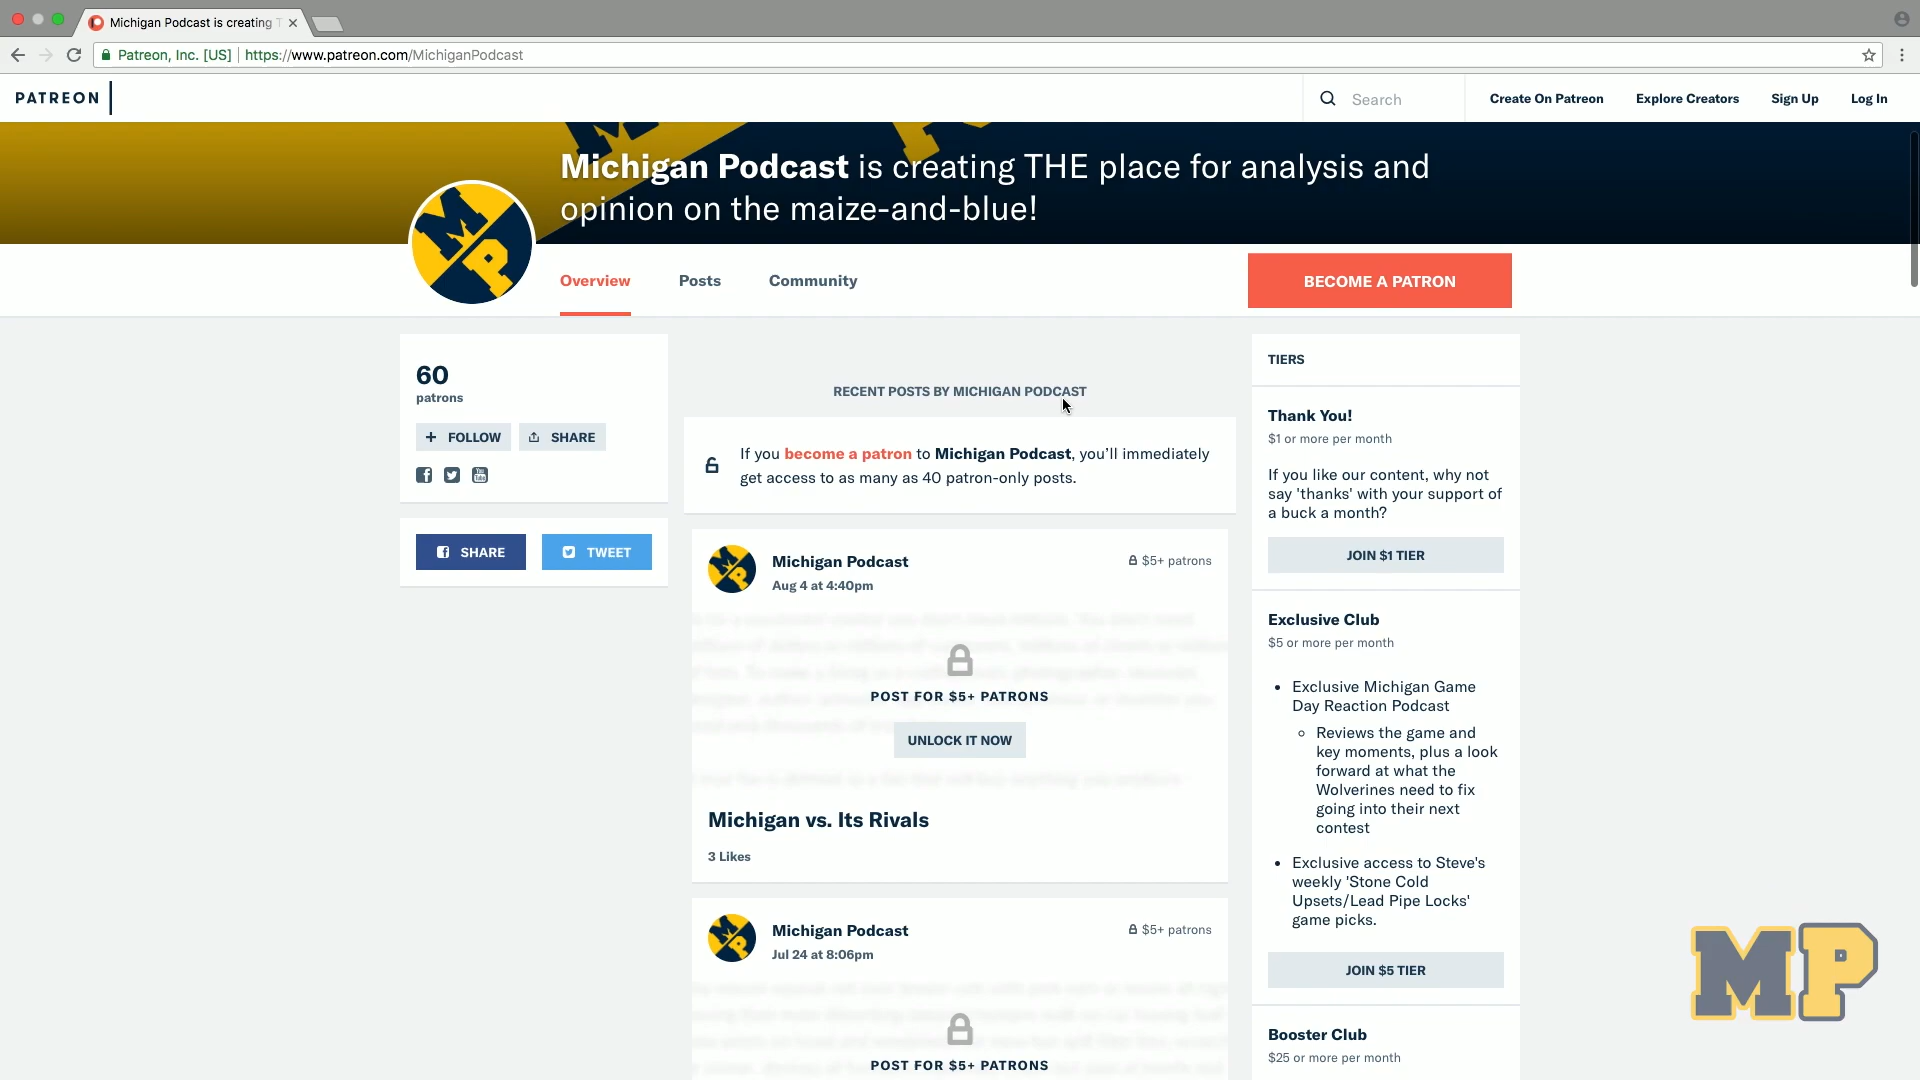 Michigan Podcast is creating T
Patreon, Inc. [US] https://www.patreon.com/MichiganPodcast
PATREON
Search
Create On Patreon
Explore Creators
Sign Up
Log In
Michigan Podcast is creating THE place for analysis and
opinion on the maize-and-blue!
Overview
Posts
Community
BECOME A PATRON
60
patrons
+ FOLLOW
SHARE
SHARE
TWEET
RECENT POSTS BY MICHIGAN PODCAST
If you become a patron to Michigan Podcast, you'll immediately
get access to as many as 40 patron-only posts.
Michigan Podcast
Aug 4 at 4:40pm
$5+ patrons
POST FOR $5+ PATRONS
UNLOCK IT NOW
Michigan vs. Its Rivals
3 Likes
Michigan Podcast
Jul 24 at 8:06pm
$5+ patrons
POST FOR $5+ PATRONS
TIERS
Thank You!
$1 or more per month
If you like our content, why not
say 'thanks' with your support of
a buck a month?
JOIN $1 TIER
Exclusive Club
$5 or more per month
• Exclusive Michigan Game
Day Reaction Podcast
◦ Reviews the game and
key moments, plus a look
forward at what the
Wolverines need to fix
going into their next
contest
• Exclusive access to Steve's
weekly 'Stone Cold
Upsets/Lead Pipe Locks'
game picks.
JOIN $5 TIER
Booster Club
$25 or more per month
MP